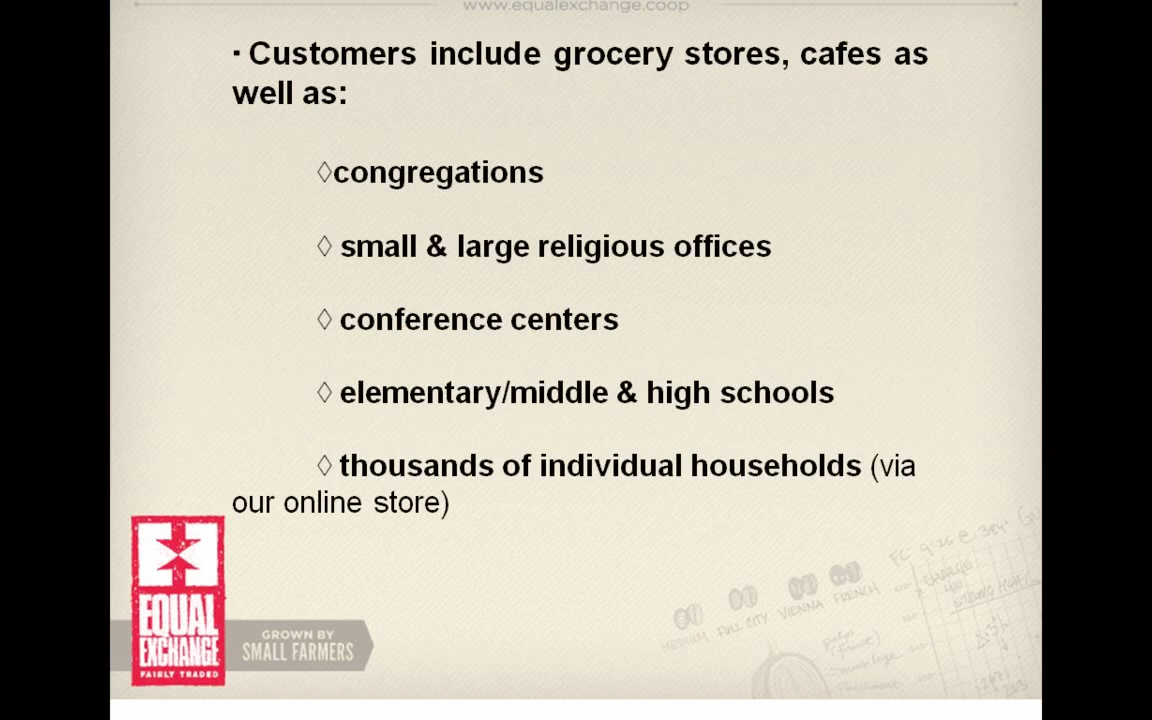 www.equalexchange.coop
▪ Customers include grocery stores, cafes as
well as:
◊congregations
◊ small & large religious offices
◊ conference centers
◊ elementary/middle & high schools
◊ thousands of individual households (via
our online store)
EQUAL
EXCHANGE
FAIRLY TRADED
GROWN BY
SMALL FARMERS
MEDIUM
FULL CITY
VIENNA
FRENCH